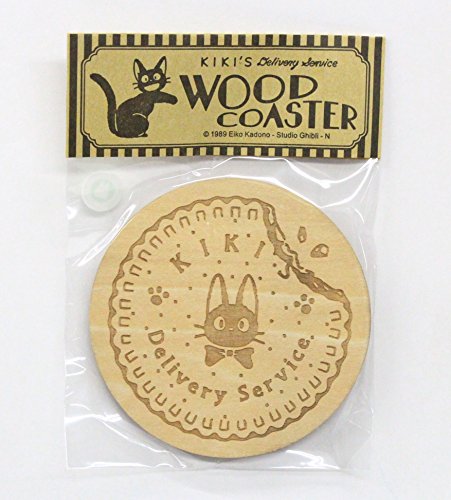 KIKI'S Delivery Service
WOOD
COASTER
© 1989 Eiko Kadono - Studio Ghibli - N
KIKI'S
Delivery Service.